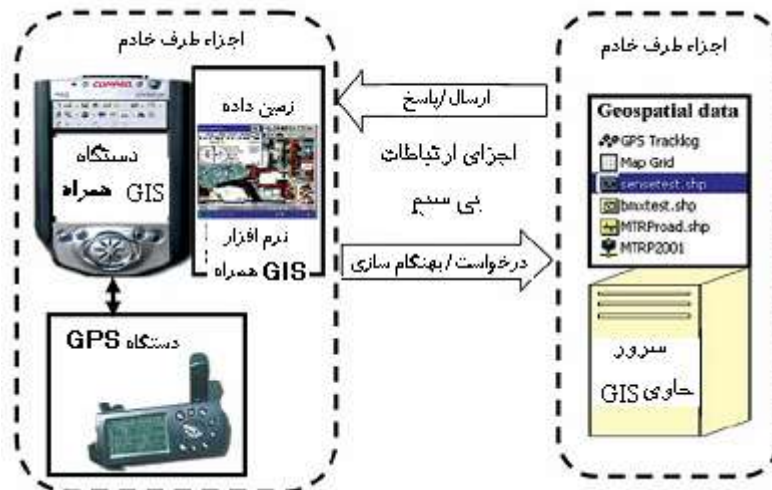 اجزاء طرف خادم
COMPAQ
دستگاه
GIS همراه
زمین داده
نرم افزار
GIS همراه
دستگاه GPS
ارسال/پاسخ
اجزای ارتباطات
بی سیم
درخواست/بهنگام سازی
اجزاء طرف خادم
Geospatial data
GPS Tracklog
Map Grid
sensetest.shp
bmxtest.shp
MTRProad.shp
MTRP2001
سرور
حاوی GIS